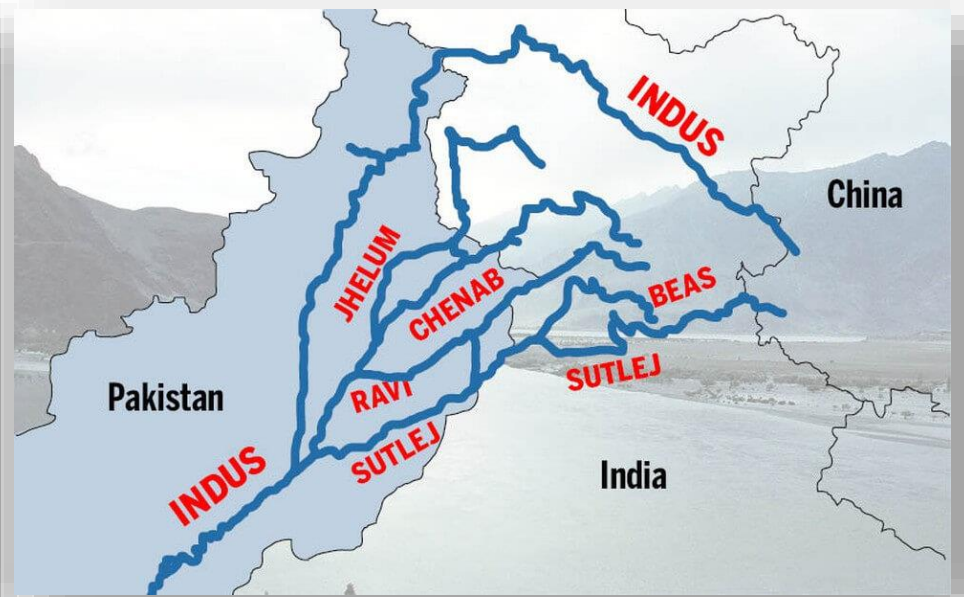 INDUS
China
JHELUM
CHENAB
BEAS
RAVI
SUTLEJ
Pakistan
SUTLEJ
INDUS
India